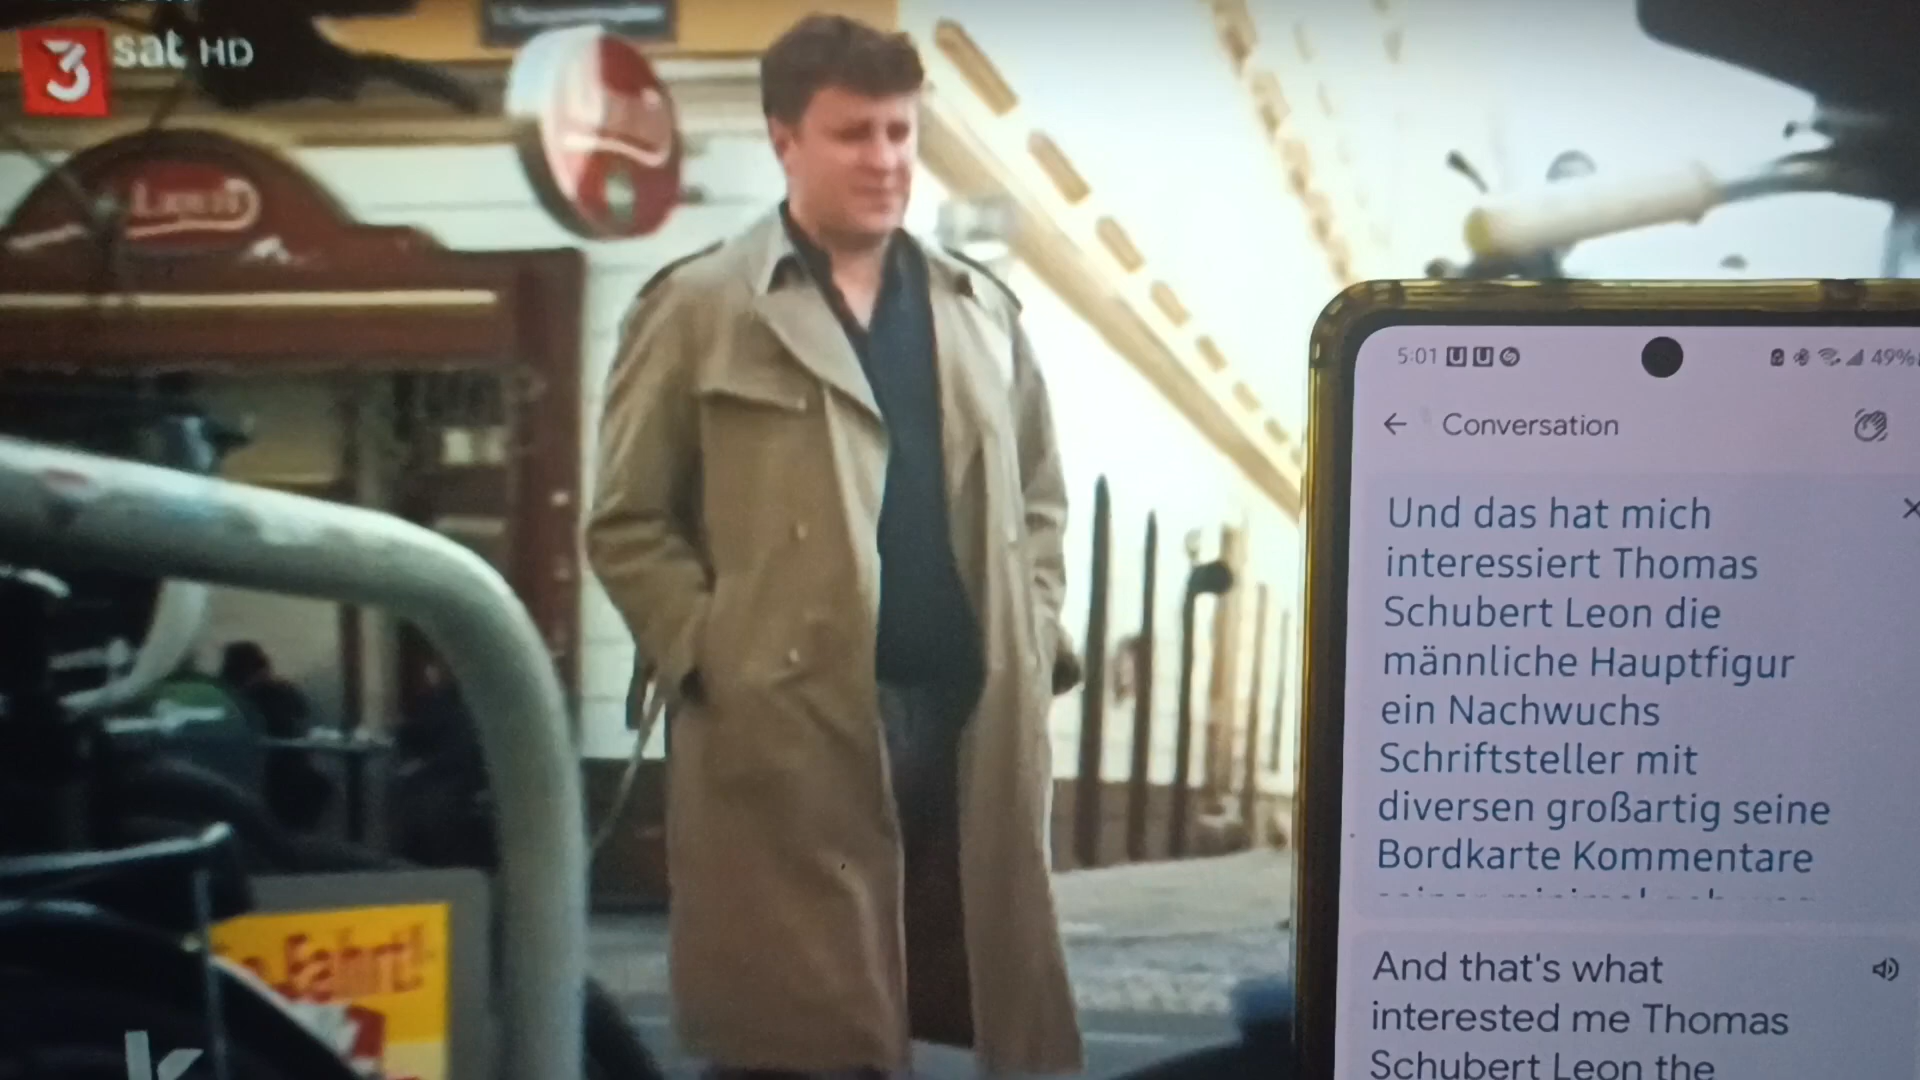 3sat HD
5:01
49%
Conversation
Und das hat mich
interessiert Thomas
Schubert Leon die
männliche Hauptfigur
ein Nachwuchs
Schriftsteller mit
diversen großartig seine
Bordkarte Kommentare
And that's what
interested me Thomas
Schubert Leon the
Fahrt!
k